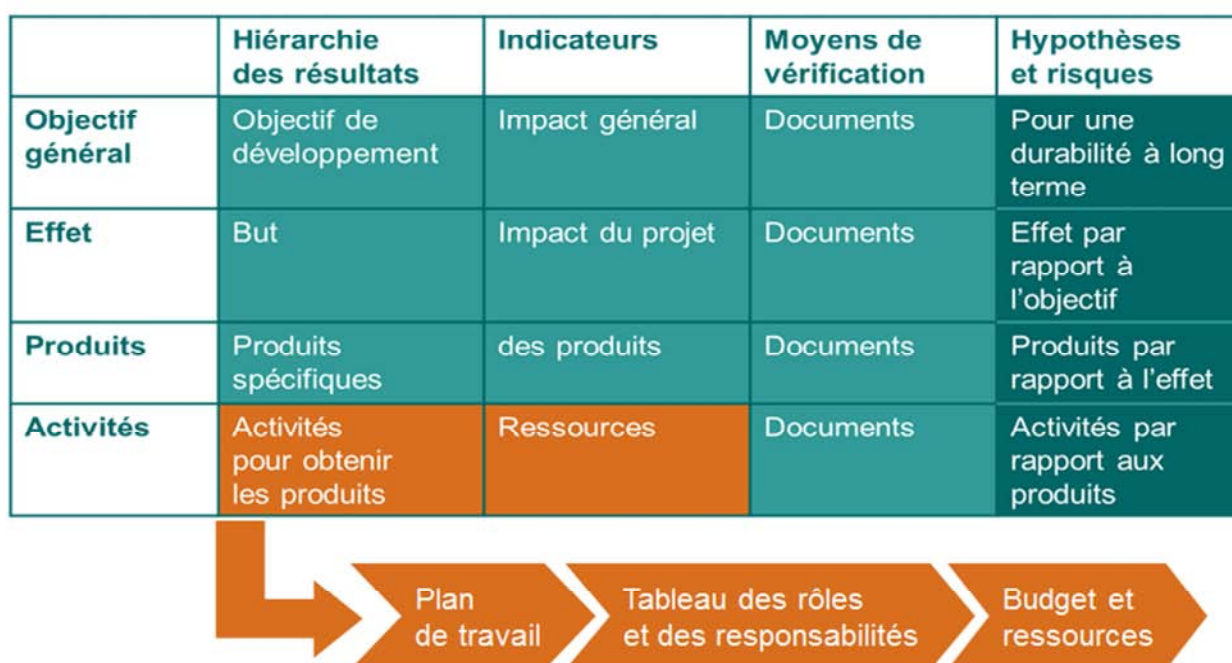 Hiérarchie
des résultats
Indicateurs
Moyens de
vérification
Hypothèses
et risques
Objectif
général
Objectif de
développement
Impact général
Documents
Pour une
durabilité à long
terme
Effet
But
Impact du projet
Documents
Effet par
rapport à
l’objectif
Produits
Produits
spécifiques
des produits
Documents
Produits par
rapport à l’effet
Activités
Activités
pour obtenir
les produits
Ressources
Documents
Activités par
rapport aux
produits
Plan
de travail
Tableau des rôles
et des responsabilités
Budget et
ressources